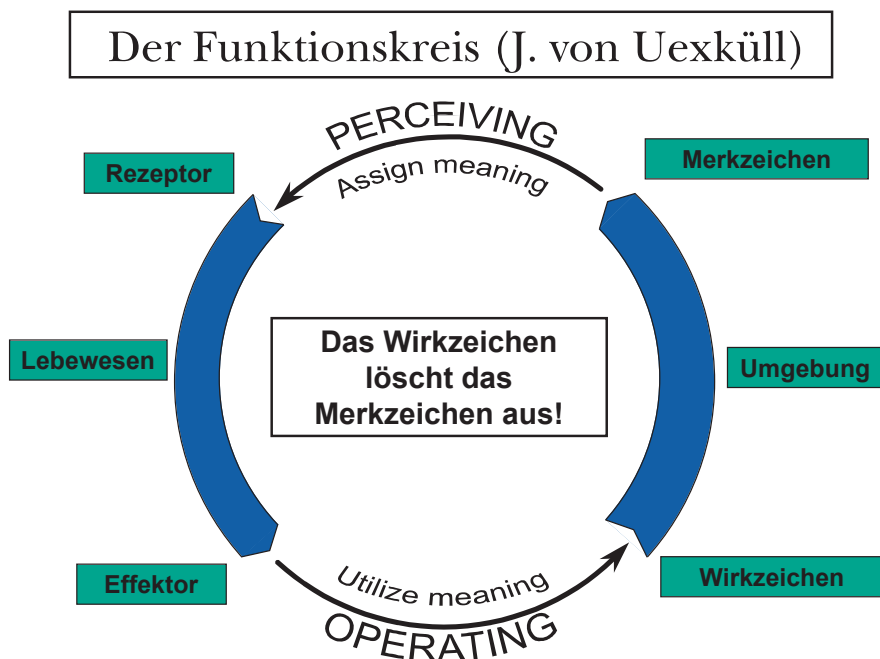 Der Funktionskreis (J. von Uexküll)
PERCEIVING
Assign meaning
Rezeptor
Merkzeichen
Lebewesen
Das Wirkzeichen
löscht das
Merkzeichen aus!
Umgebung
Effektor
Wirkzeichen
Utilize meaning
OPERATING